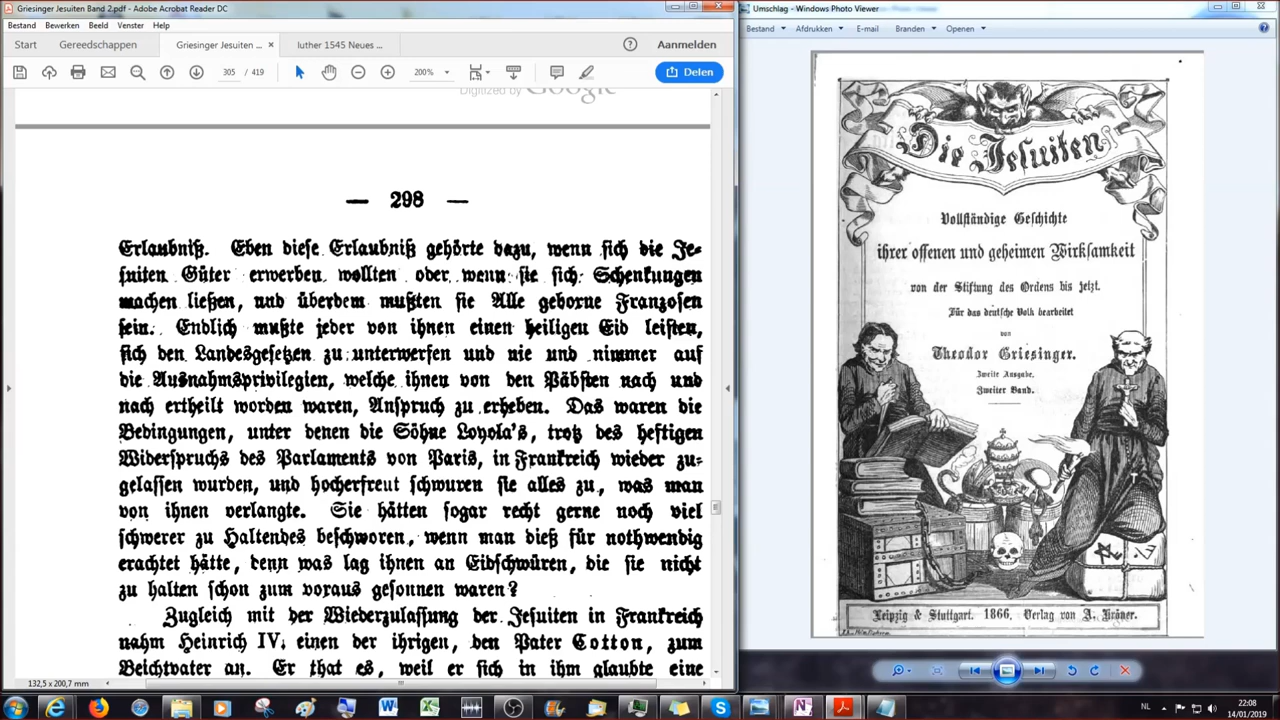 Griesinger Jesuiten Band 2.pdf - Adobe Acrobat Reader DC
Bestand Bewerken Beeld Venster Help
Start Gereedschappen Griesinger Jesuiten ... × luther 1545 Neues ... Aanmelden
305 / 419 200% Delen
Digitized by Google
— 298 —
Erlaubniß. Eben diese Erlaubniß gehörte dazu, wenn sich die Je-
suiten Güter erwerben wollten oder wenn sie sich Schenkungen
machen ließen, und überdem mußten sie Alle geborne Franzosen
sein. Endlich mußte jeder von ihnen einen heiligen Eid leisten,
sich den Landesgesetzen zu unterwerfen und nie und nimmer auf
die Ausnahmsprivilegien, welche ihnen von den Päbsten nach und
nach ertheilt worden waren, Anspruch zu erheben. Das waren die
Bedingungen, unter denen die Söhne Loyola's, trotz des heftigen
Widerspruchs des Parlaments von Paris, in Frankreich wieder zu-
gelassen wurden, und hocherfreut schwuren sie alles zu, was man
von ihnen verlangte. Sie hätten sogar recht gerne noch viel
schwerer zu Haltendes beschworen, wenn man dieß für nothwendig
erachtet hätte, denn was lag ihnen an Eidschwüren, die sie nicht
zu halten schon zum voraus gesonnen waren?
Zugleich mit der Wiederzulassung der Jesuiten in Frankreich
nahm Heinrich IV. einen der ihrigen, den Pater Cotton, zum
Beichtvater an. Er that es, weil er sich in ihm glaubte eine
132,5 x 200,7 mm
Umschlag - Windows Photo Viewer
Bestand Afdrukken E-mail Branden Openen
Die Jesuiten
Vollständige Geschichte
ihrer offenen und geheimen Wirksamkeit
von der Stiftung des Ordens bis jetzt.
Für das deutsche Volk bearbeitet
von
Theodor Griesinger.
Zweite Ausgabe.
Zweiter Band.
Leipzig & Stuttgart. 1866. Verlag von A. Kröner.
NL 22:08
14/01/2019